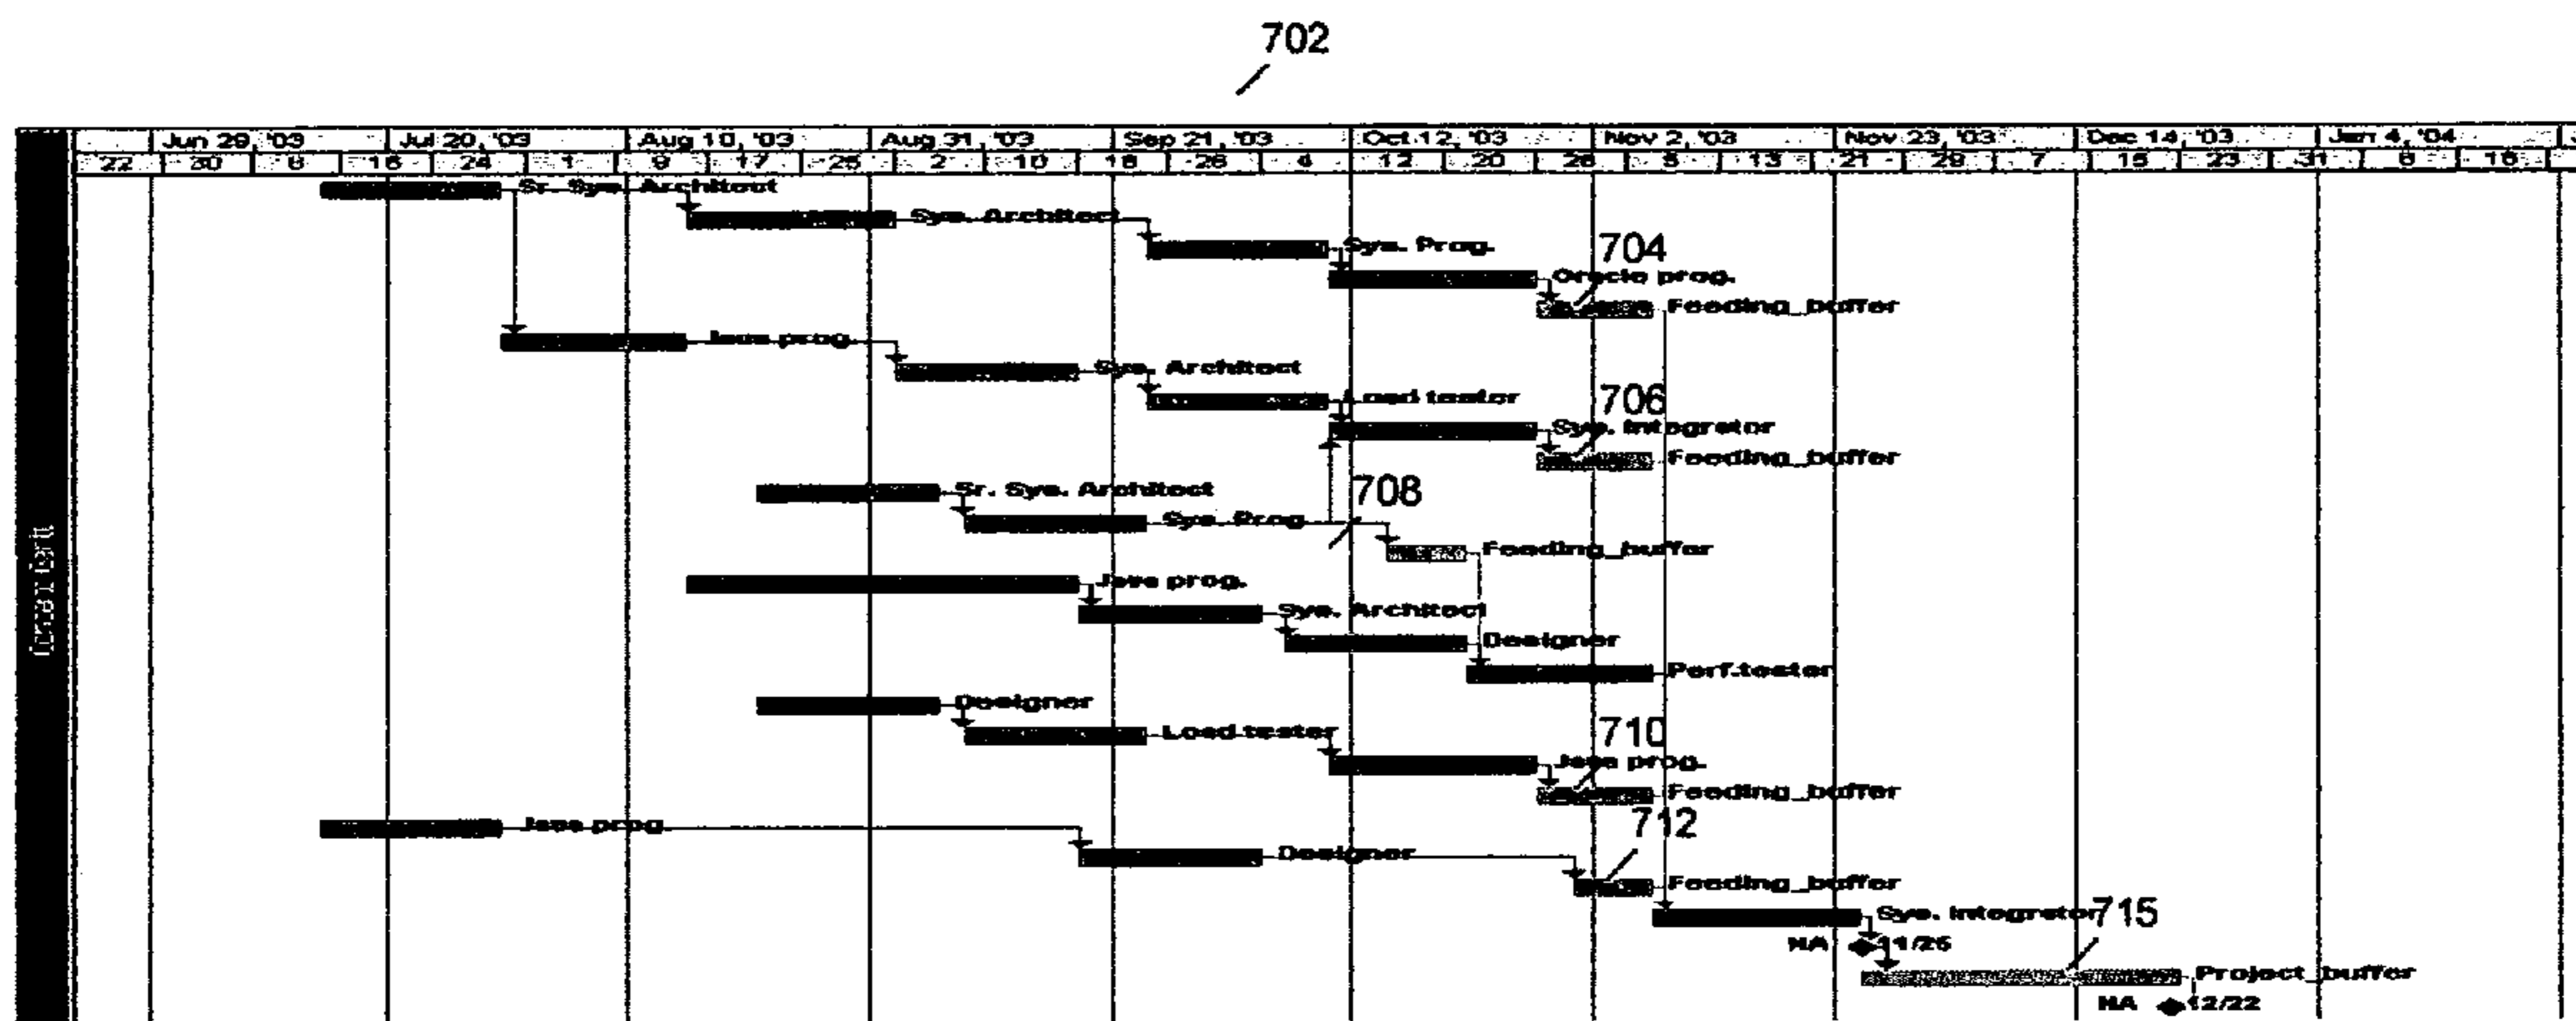 702
Jun 29, '03 Jul 20, '03 Aug 10, '03 Aug 31, '03 Sep 21, '03 Oct 12, '03 Nov 2, '03 Nov 23, '03 Dec 14, '03 Jan 4, '04
22 30 8 16 24 1 9 17 25 2 10 18 26 4 12 20 28 5 13 21 29 7 15 23 31 8 16
Sr. Sys. Architect
Sys. Architect
Sys. Prog.
704
Oracle prog.
Feeding_buffer
Java prog.
Sys. Architect
Load tester
706
Sys. Integrator
Feeding_buffer
Sr. Sys. Architect
708
Sys. Prog.
Feeding_buffer
Java prog.
Sys. Architect
Designer
Perf.tester
Designer
710
Load tester
Java prog.
Feeding_buffer
712
Java prog.
Designer
Feeding_buffer
Sys. Integrator
715
NA 11/25
Project_buffer
NA 12/22